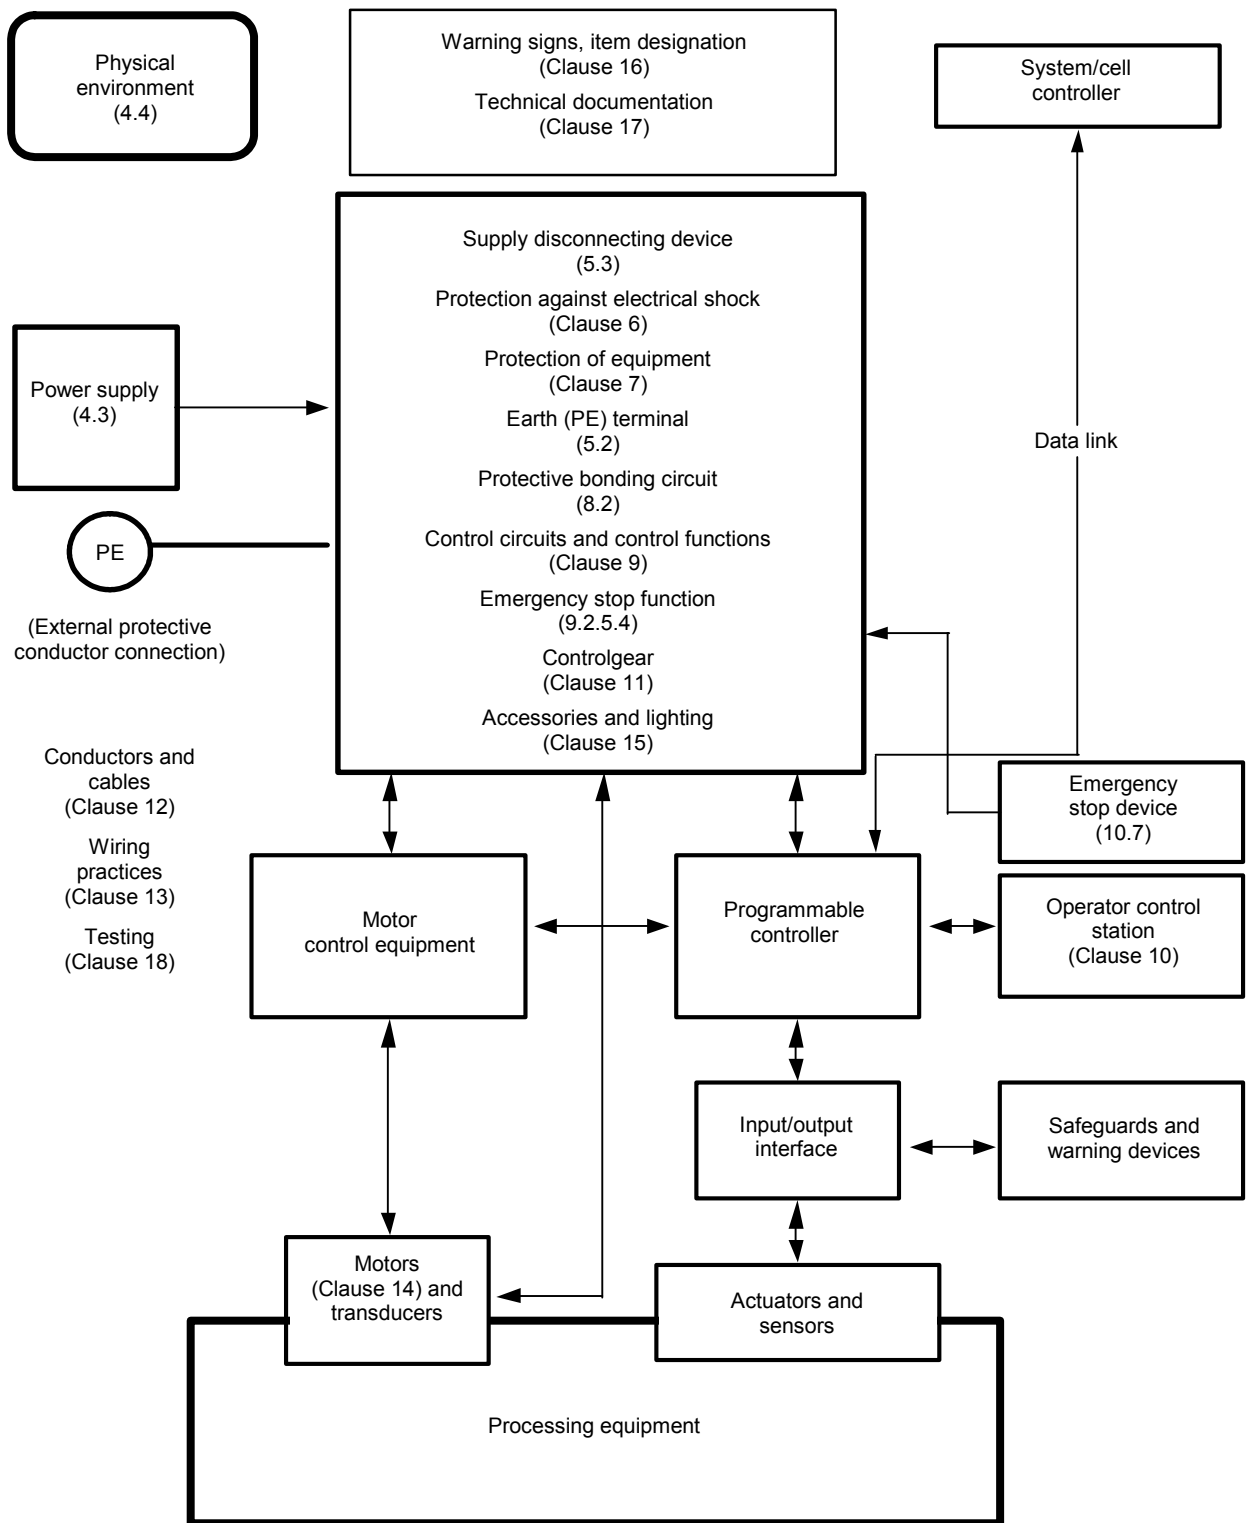 Physical
environment
(4.4)
Warning signs, item designation
(Clause 16)
Technical documentation
(Clause 17)
System/cell
controller
Supply disconnecting device
(5.3)
Protection against electrical shock
(Clause 6)
Protection of equipment
(Clause 7)
Earth (PE) terminal
(5.2)
Protective bonding circuit
(8.2)
Control circuits and control functions
(Clause 9)
Emergency stop function
(9.2.5.4)
Controlgear
(Clause 11)
Accessories and lighting
(Clause 15)
Power supply
(4.3)
PE
(External protective
conductor connection)
Data link
Conductors and
cables
(Clause 12)
Wiring
practices
(Clause 13)
Testing
(Clause 18)
Emergency
stop device
(10.7)
Motor
control equipment
Programmable
controller
Operator control
station
(Clause 10)
Input/output
interface
Safeguards and
warning devices
Motors
(Clause 14) and
transducers
Actuators and
sensors
Processing equipment